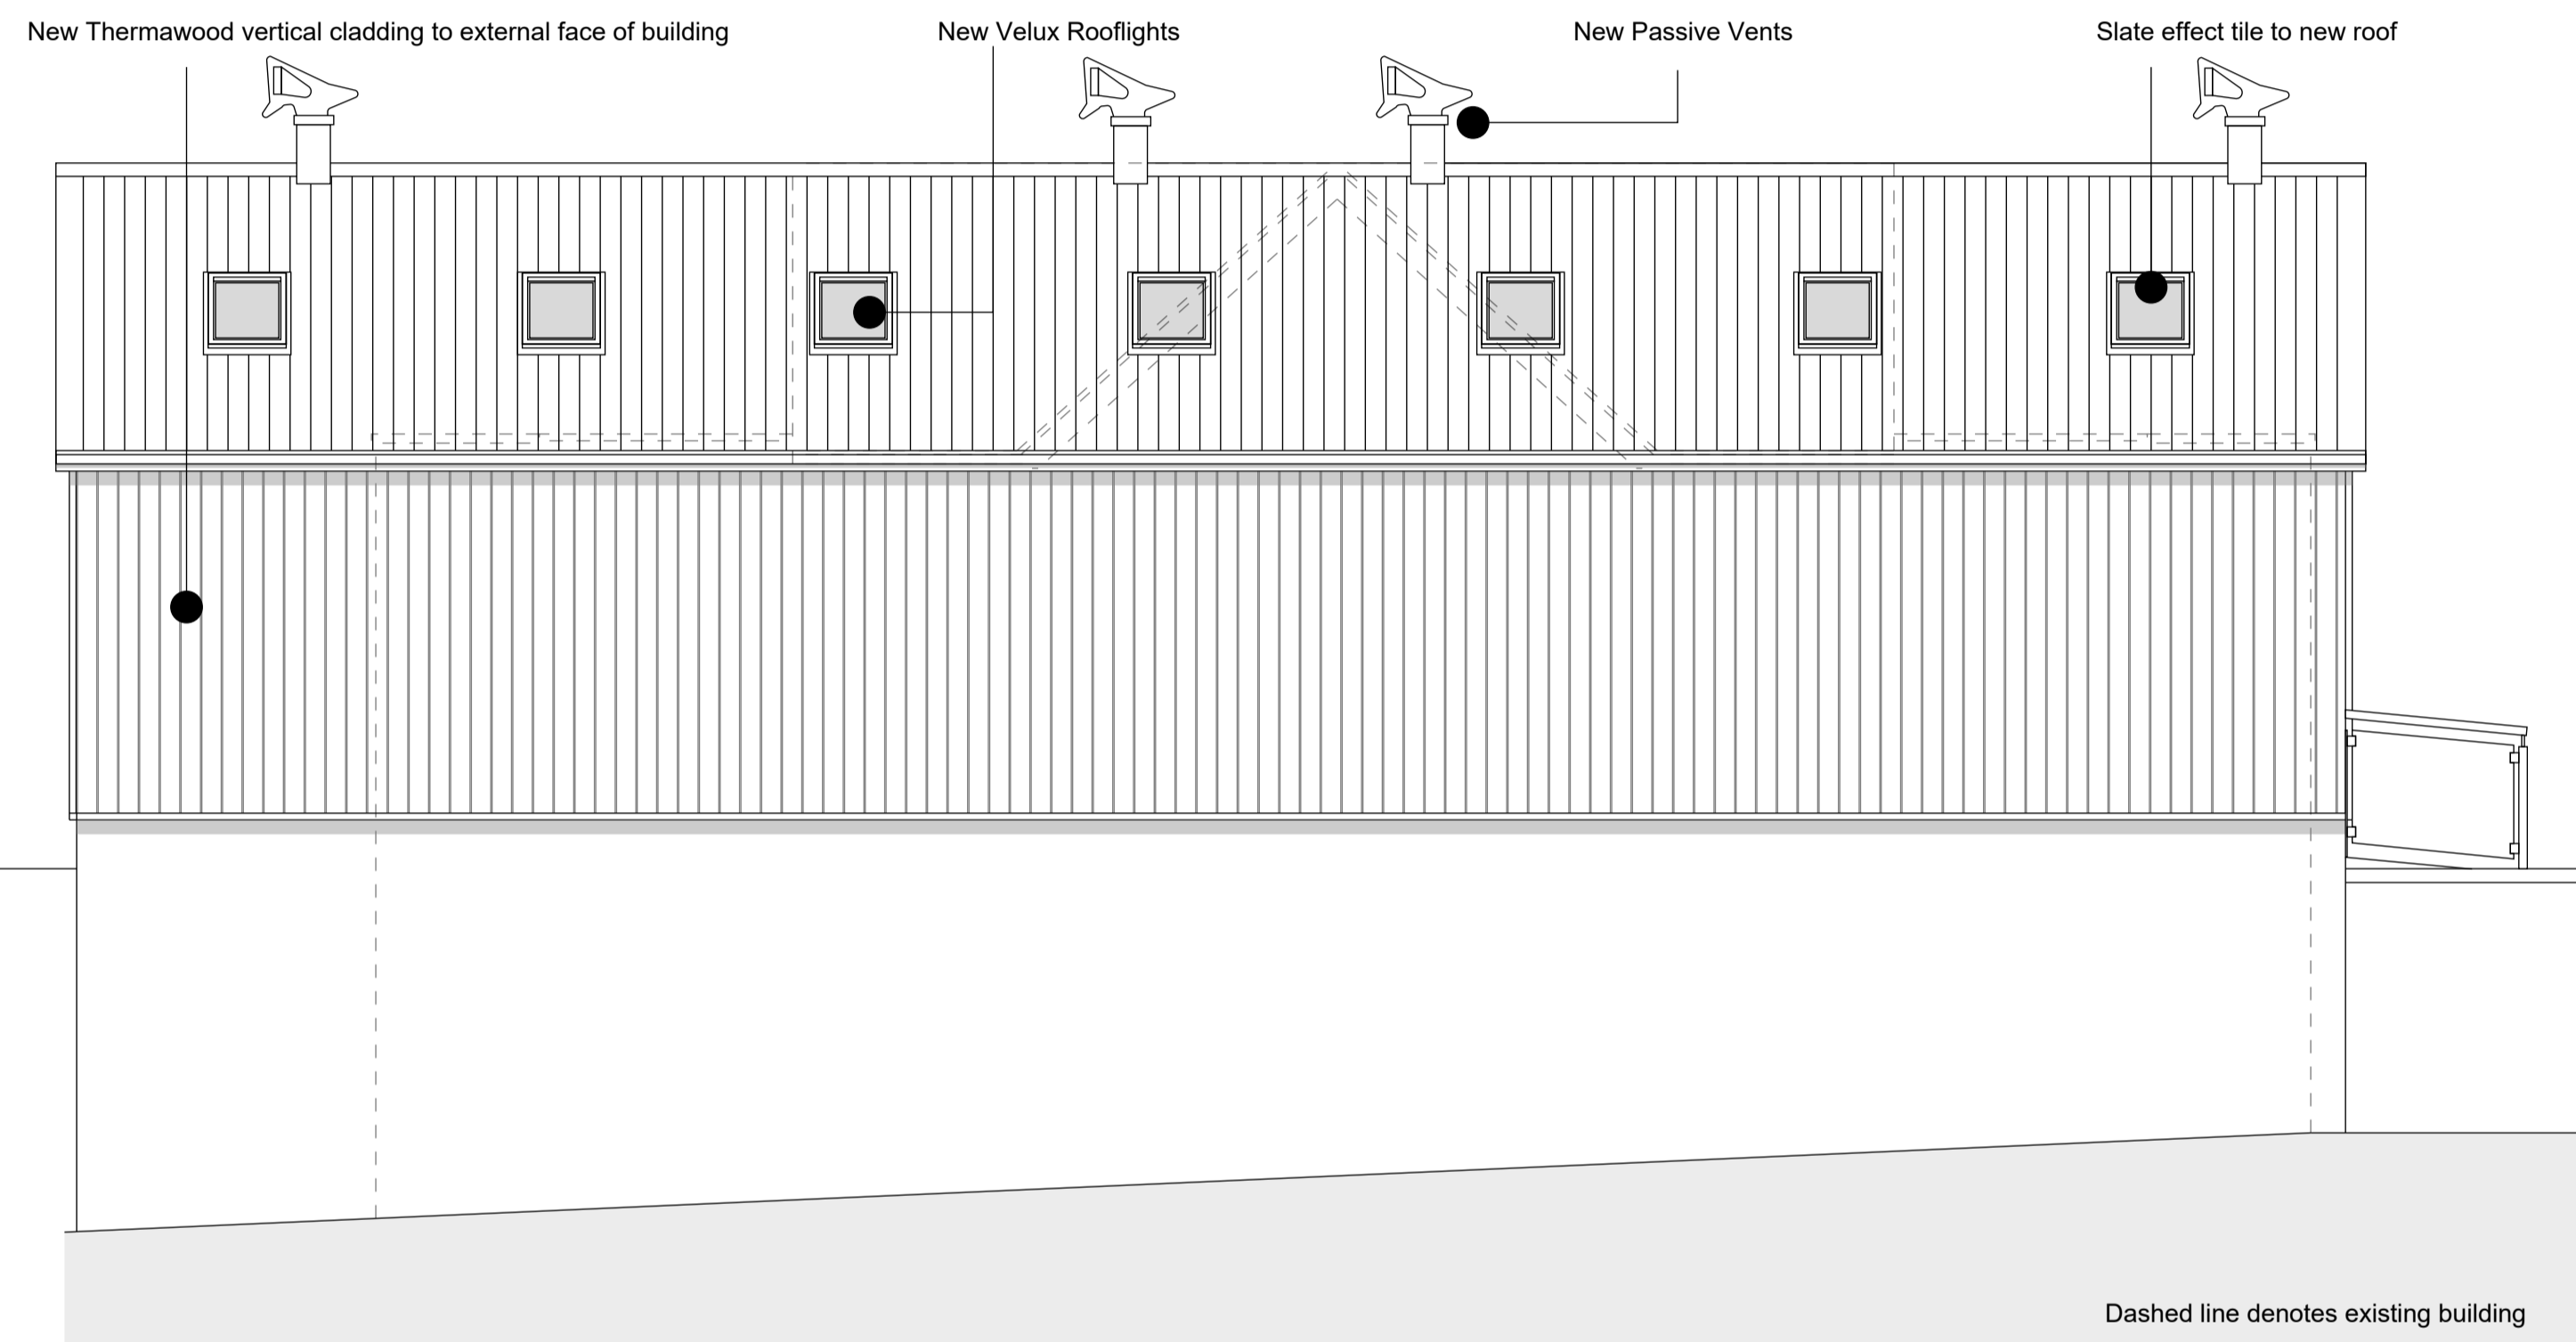 New Thermawood vertical cladding to external face of building
New Velux Rooflights
New Passive Vents
Slate effect tile to new roof
Dashed line denotes existing building